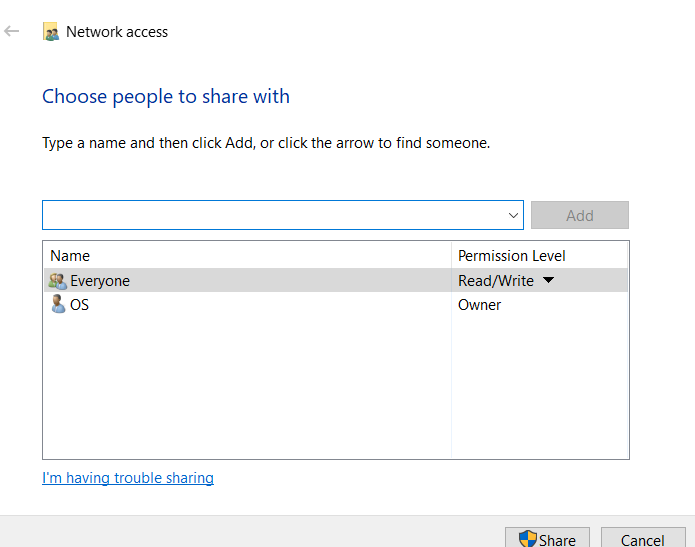 Network access
Choose people to share with
Type a name and then click Add, or click the arrow to find someone.
Add
Name Permission Level
Everyone Read/Write
OS Owner
I'm having trouble sharing
Share Cancel